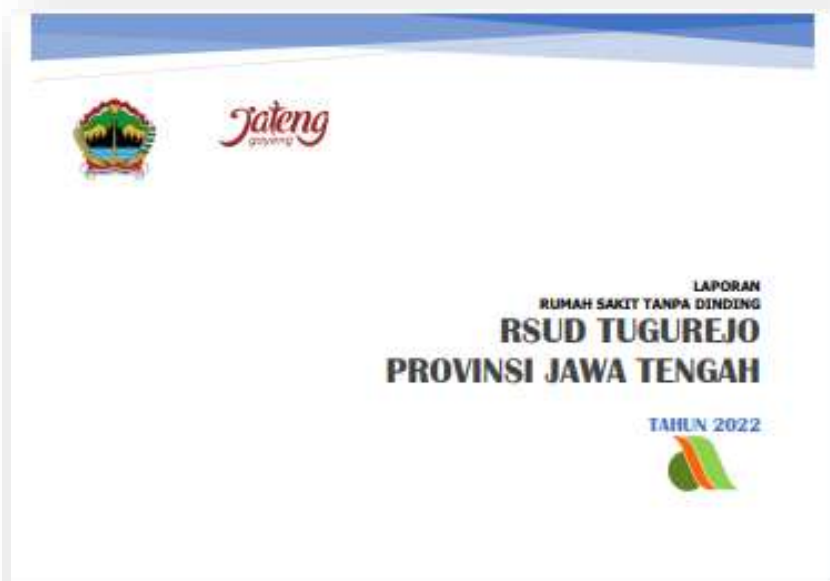 Jateng
gayeng
LAPORAN
RUMAH SAKIT TANPA DINDING
RSUD TUGUREJO
PROVINSI JAWA TENGAH
TAHUN 2022